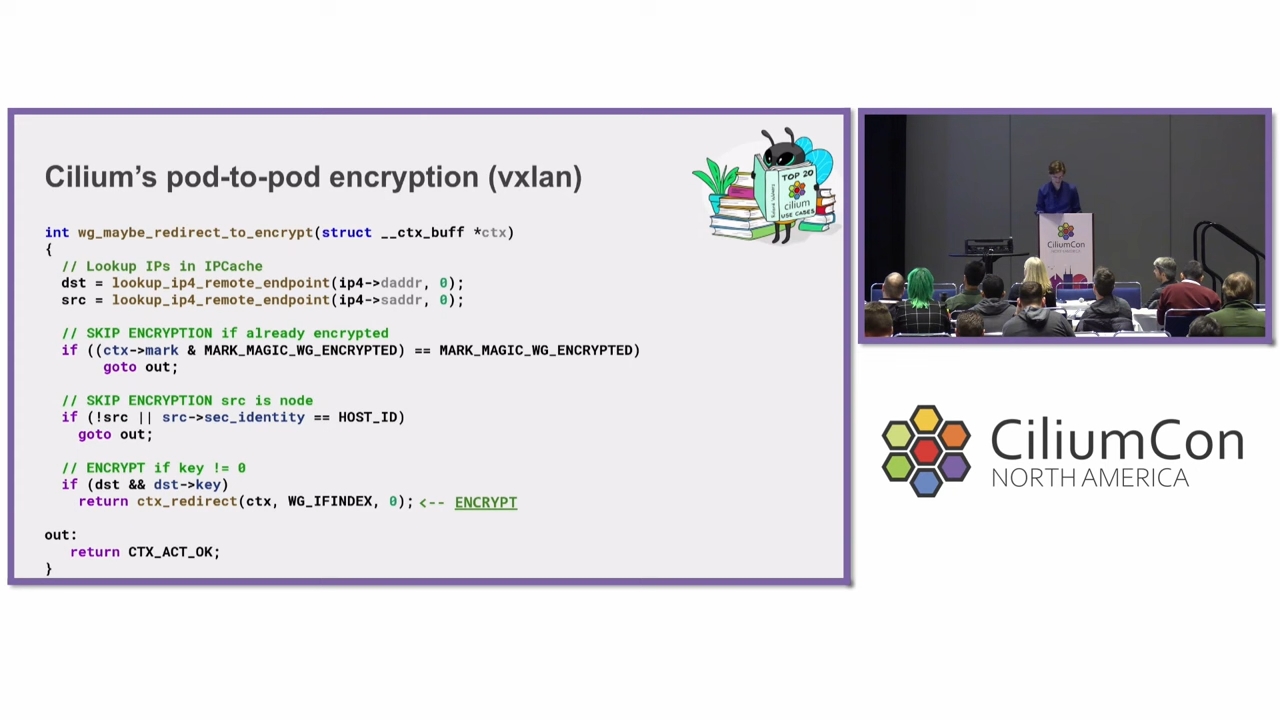 Cilium's pod-to-pod encryption (vxlan)
TOP 20
cilium
USE CASES
int wg_maybe_redirect_to_encrypt(struct __ctx_buff *ctx)
{
// Lookup IPs in IPCache
dst = lookup_ip4_remote_endpoint(ip4->daddr, 0);
src = lookup_ip4_remote_endpoint(ip4->saddr, 0);
// SKIP ENCRYPTION if already encrypted
if ((ctx->mark & MARK_MAGIC_WG_ENCRYPTED) == MARK_MAGIC_WG_ENCRYPTED)
goto out;
// SKIP ENCRYPTION src is node
if (!src || src->sec_identity == HOST_ID)
goto out;
// ENCRYPT if key != 0
if (dst && dst->key)
return ctx_redirect(ctx, WG_IFINDEX, 0); <-- ENCRYPT
out:
return CTX_ACT_OK;
}
CiliumCon
CiliumCon
NORTH AMERICA